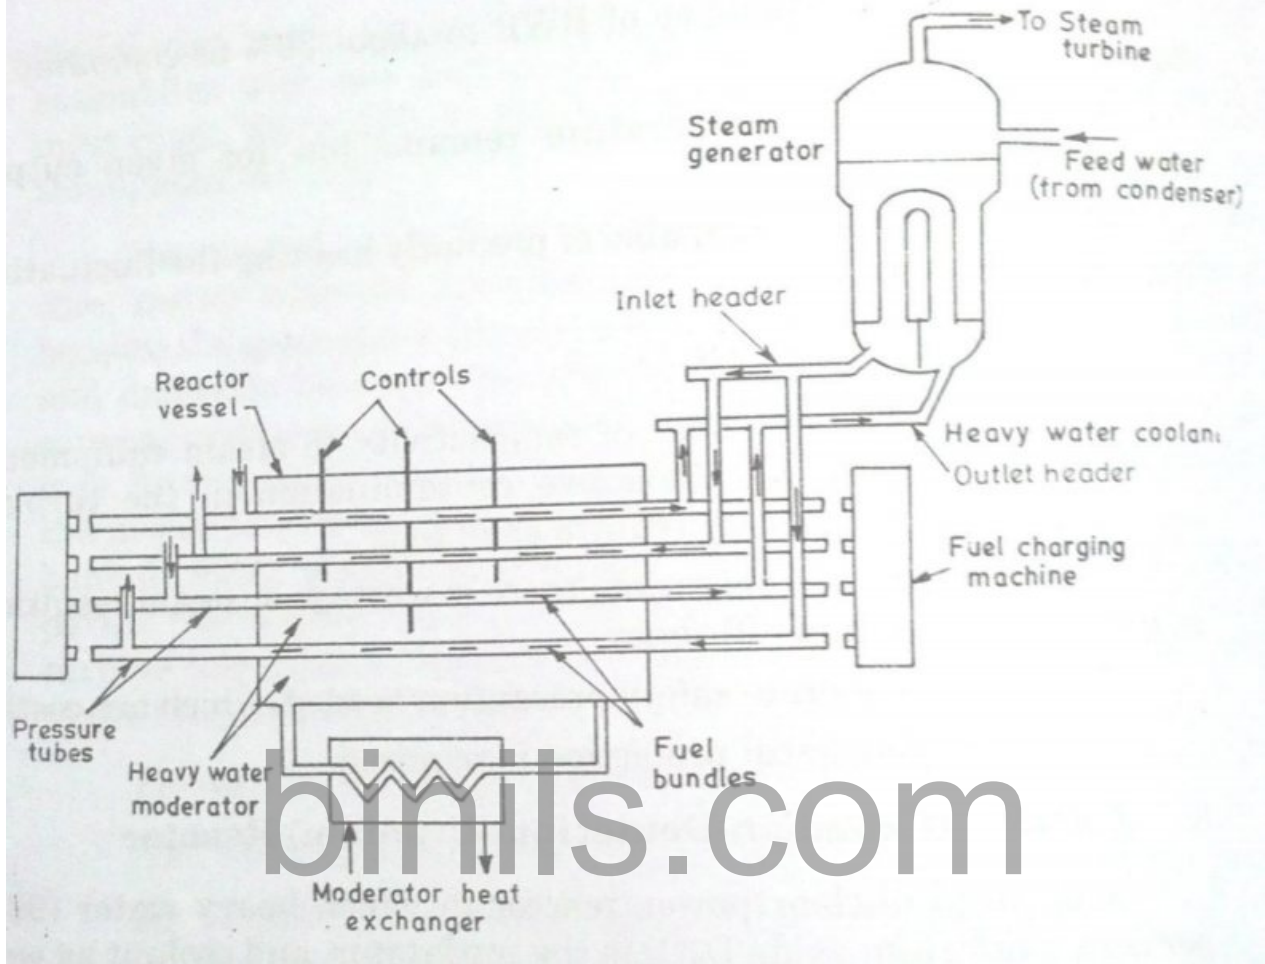 To Steam
turbine
Steam
generator
Feed water
(from condenser)
Inlet header
Reactor
vessel
Controls
Heavy water coolant
Outlet header
Fuel charging
machine
Pressure
tubes
Heavy water
moderator
Fuel
bundles
binils.com
Moderator heat
exchanger